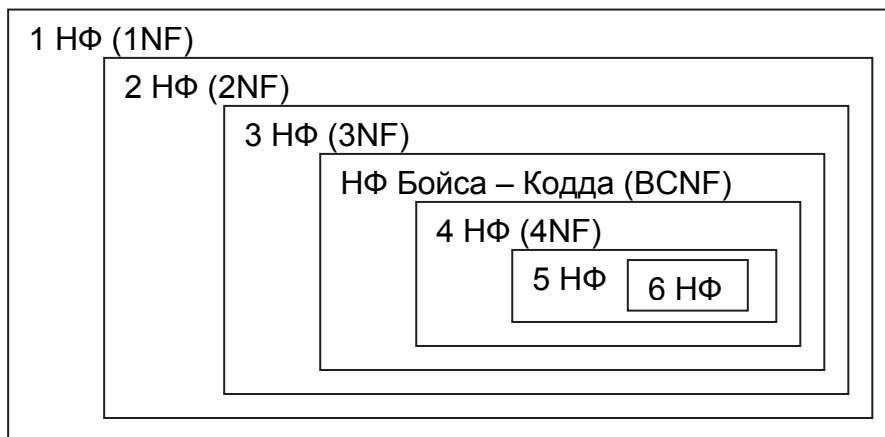 1 НФ (1NF)
2 НФ (2NF)
3 НФ (3NF)
НФ Бойса – Кодда (BCNF)
4 НФ (4NF)
5 НФ
6 НФ